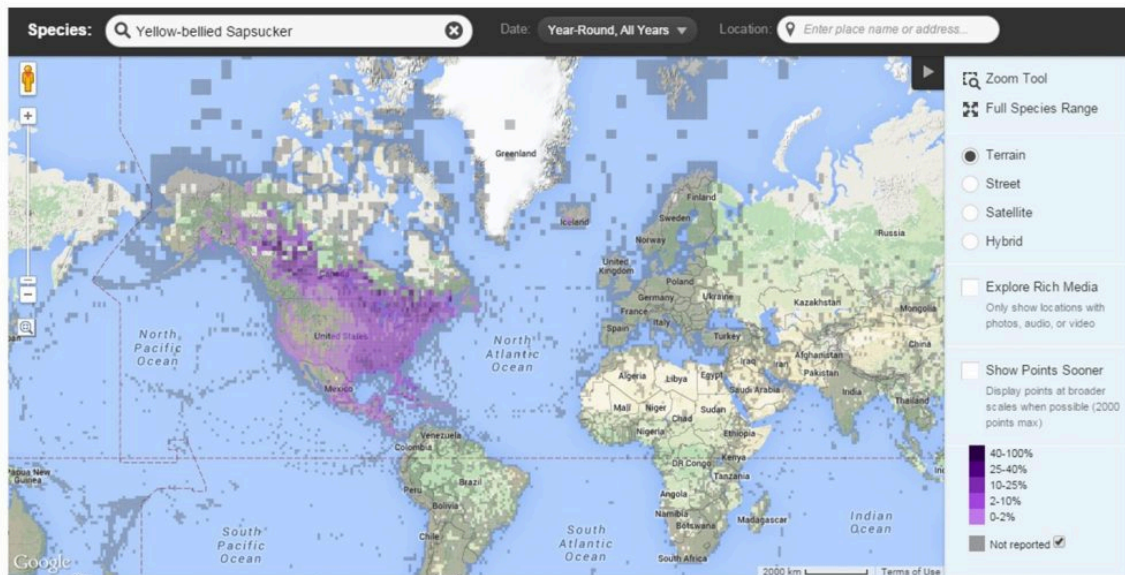 Species:
Yellow-bellied Sapsucker
Date:
Year-Round, All Years
Location:
Enter place name or address...
Zoom Tool
Full Species Range
Terrain
Street
Satellite
Hybrid
Explore Rich Media
Only show locations with
photos, audio, or video
Show Points Sooner
Display points at broader
scales when possible (2000
points max)
40-100%
25-40%
10-25%
2-10%
0-2%
Not reported
Greenland
Iceland
Finland
Sweden
Norway
Russia
United
Kingdom
Poland
Germany
Ukraine
France
Kazakhstan
Mongolia
Spain
Italy
Turkey
China
North
Pacific
Ocean
United States
North
Atlantic
Ocean
Iraq
Iran
Afghanistan
Pakistan
Algeria
Libya
Egypt
Saudi Arabia
India
Thailand
Mexico
Mali
Niger
Chad
Sudan
Nigeria
Ethiopia
Venezuela
Colombia
DR Congo
Kenya
Tanzania
Papua New
Guinea
Peru
Brazil
Bolivia
Angola
Namibia
Botswana
Madagascar
Indian
Ocean
South
Pacific
Ocean
Chile
South
Atlantic
Ocean
South Africa
Google
2000 km
Terms of Use